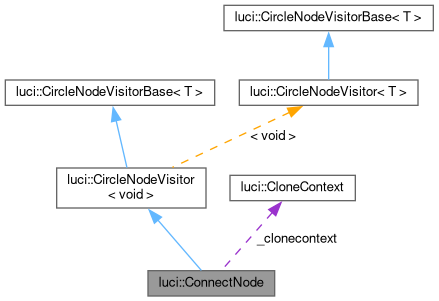 luci::CircleNodeVisitorBase< T >
luci::CircleNodeVisitorBase< T >
luci::CircleNodeVisitor< T >
< void >
luci::CircleNodeVisitor
< void >
luci::CloneContext
_clonecontext
luci::ConnectNode